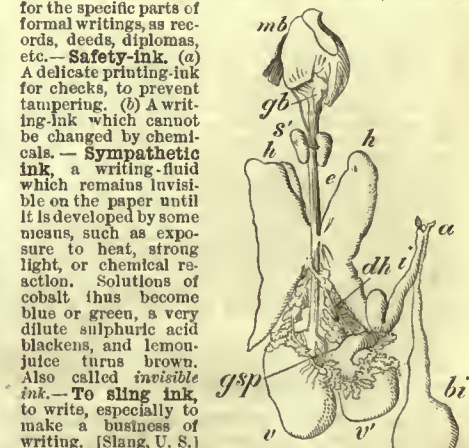 for the specific parts of
formal writings, as rec-
ords, deeds, diplomas,
etc.— Safety-ink. (a)
A delicate printing-ink
for checks, to prevent
tampering. (b) A writ-
ing-ink which cannot
be changed by chemi-
cals. — Sympathetic
ink, a writing-fluid
which remains invisi-
ble on the paper until
it is developed by some
means, such as expo-
sure to heat, strong
light, or chemical re-
action. Solutions of
cobalt thus become
blue or green, a very
dilute sulphuric acid
blackens, and lemon-
juice turns brown.
Also called invisible
ink.— To sling ink,
to write, especially to
make a business of
writing. [Slang, U. S.]
mb
gb
s'
h
h
e
a
i
dh
gsp
bi
v
v'